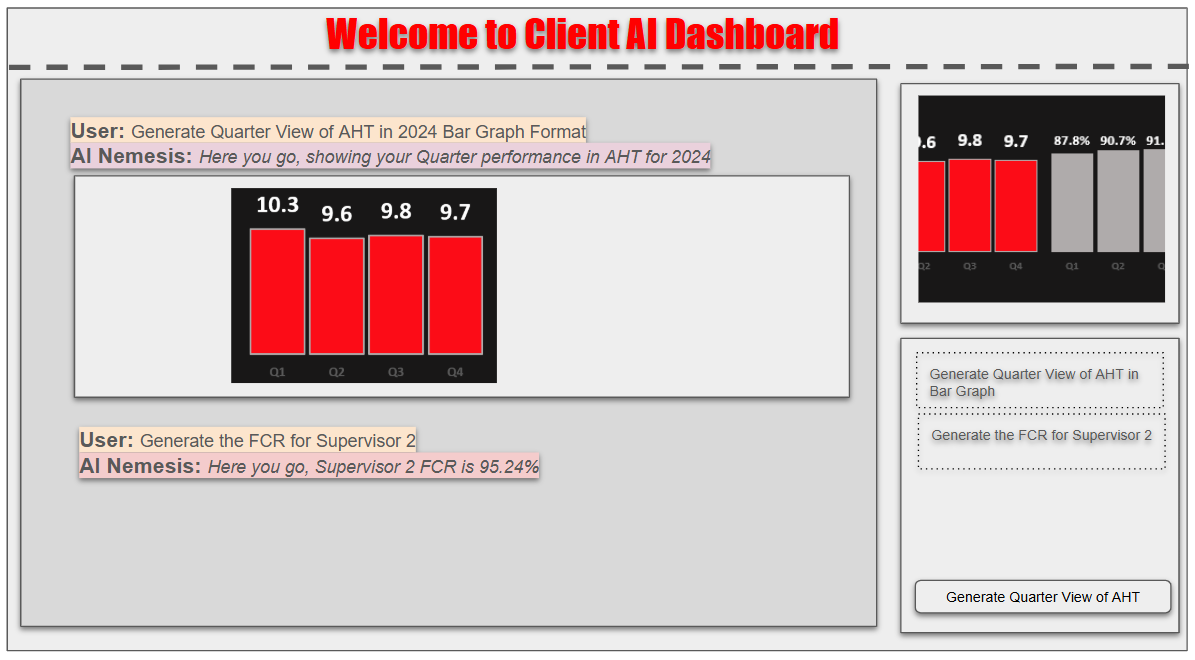 Welcome to Client AI Dashboard
User: Generate Quarter View of AHT in 2024 Bar Graph Format
AI Nemesis: Here you go, showing your Quarter performance in AHT for 2024
10.3 9.6 9.8 9.7
Q1 Q2 Q3 Q4
User: Generate the FCR for Supervisor 2
AI Nemesis: Here you go, Supervisor 2 FCR is 95.24%
9.8 9.7 87.8% 90.7% 91.
Q2 Q3 Q4 Q1 Q2
Generate Quarter View of AHT in
Bar Graph
Generate the FCR for Supervisor 2
Generate Quarter View of AHT